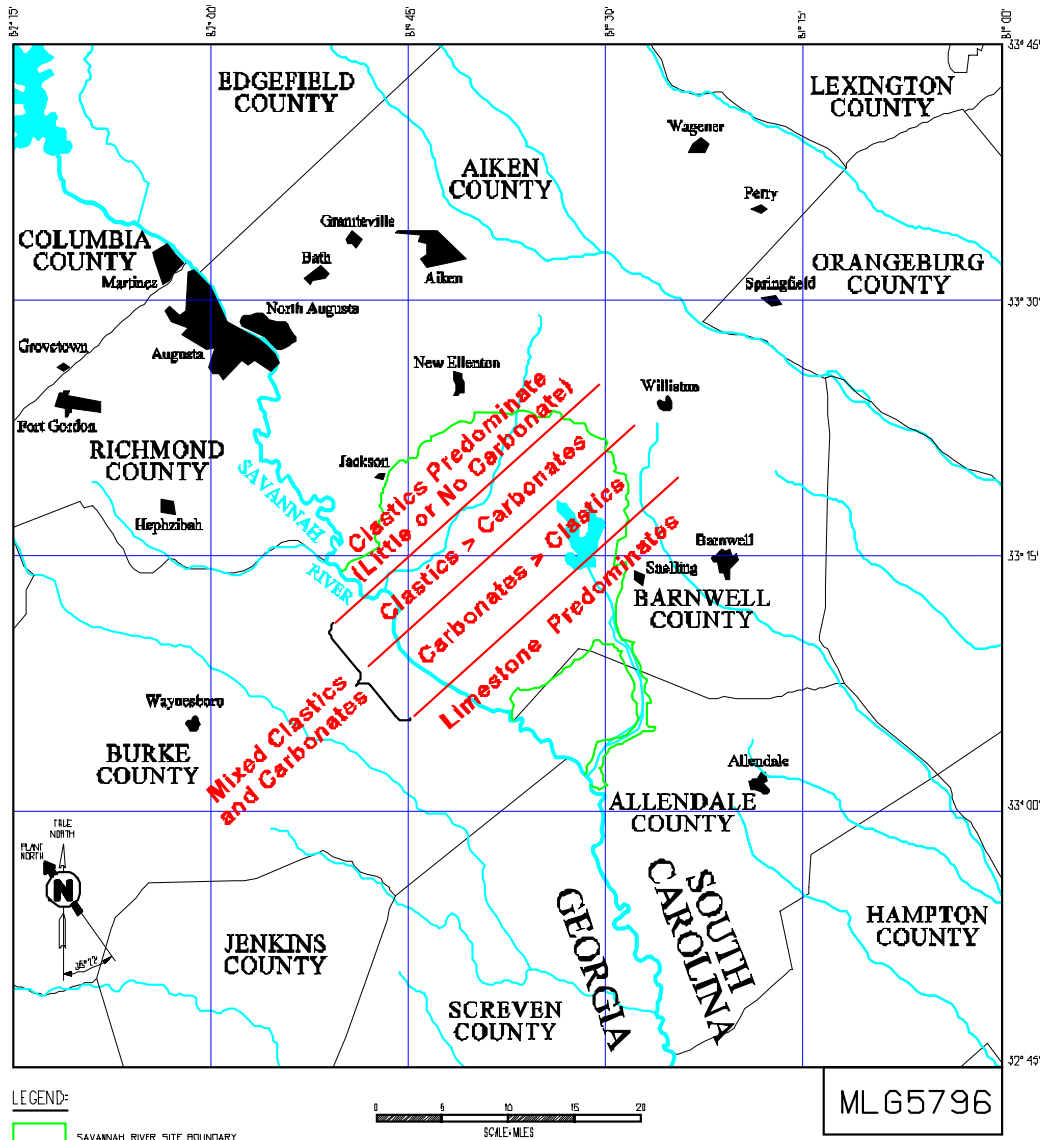 82° 15'
82° 00'
81° 45'
81° 30'
81° 15'
81° 00'
33° 45'
EDGEFIELD
COUNTY
LEXINGTON
COUNTY
Wagener
AIKEN
COUNTY
Perry
Graniteville
COLUMBIA
COUNTY
Martinez
Bath
Aiken
ORANGEBURG
COUNTY
Springfield
33° 30'
North Augusta
Grovetown
Augusta
New Ellenton
Williston
Fort Gordon
RICHMOND
COUNTY
Jackson
Hephzibah
SAVANNAH
RIVER
Clastics Predominate
(Little or No Carbonate)
Clastics > Carbonates
Carbonates > Clastics
Limestone Predominates
Barnwell
33° 15'
Snelling
BARNWELL
COUNTY
Mixed Clastics
and Carbonates
Waynesboro
BURKE
COUNTY
Allendale
ALLENDALE
COUNTY
33° 00'
TRUE
NORTH
PLANT
NORTH
N
JENKINS
COUNTY
GEORGIA
SOUTH
CAROLINA
HAMPTON
COUNTY
SCREVEN
COUNTY
32° 45'
LEGEND:
SAVANNAH RIVER SITE BOUNDARY
0 5 10 15 20
SCALE:MILES
MLG5796